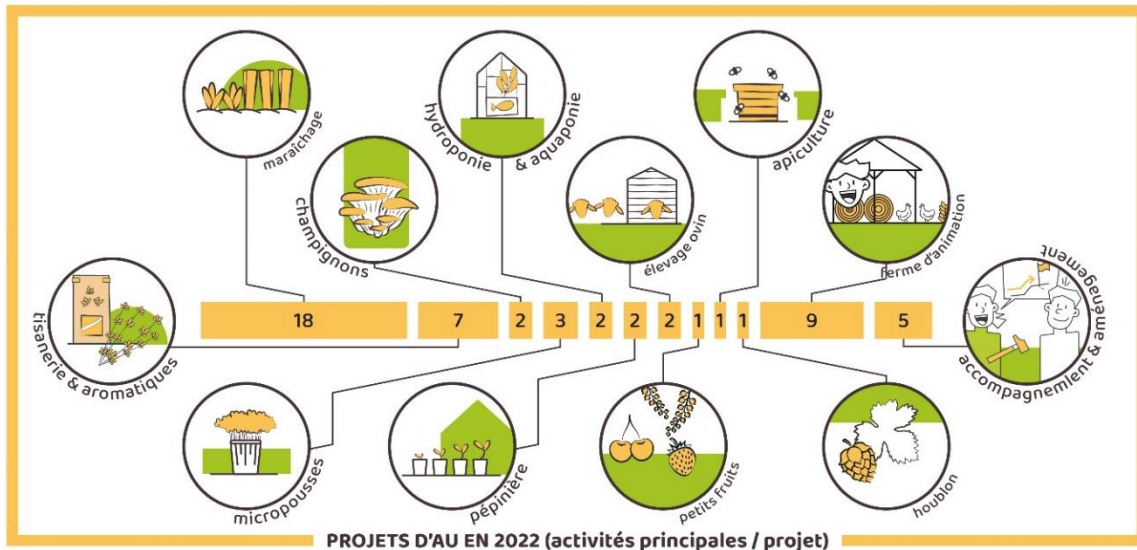 maraîchage
hydroponie & aquaponie
apiculture
champignons
élevage ovin
ferme d'animation
tisanerie & aromatiques
18 7 2 3 2 2 2 1 1 1 9 5
accompagnement & aménagement
micropousses
pépinière
petits fruits
houblon
PROJETS D'AU EN 2022 (activités principales / projet)